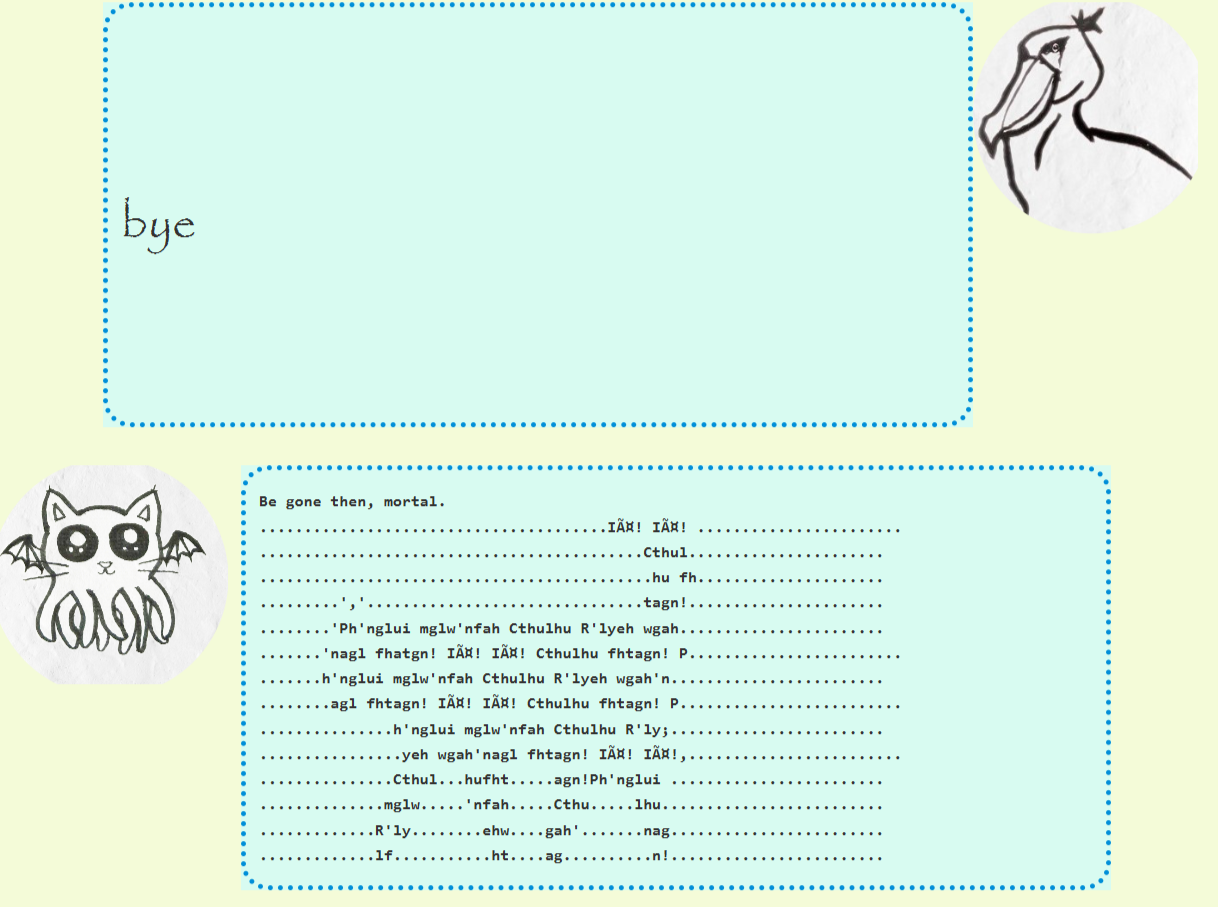 bye
Be gone then, mortal.
.......................................IÃ¤! IÃ¤! .......................
...........................................Cthul......................
............................................hu fh.....................
.........','...............................tagn!......................
........'Ph'nglui mglw'nfah Cthulhu R'lyeh wgah.......................
.......'nagl fhatgn! IÃ¤! IÃ¤! Cthulhu fhtagn! P........................
.......h'nglui mglw'nfah Cthulhu R'lyeh wgah'n........................
........agl fhtagn! IÃ¤! IÃ¤! Cthulhu fhtagn! P.........................
...............h'nglui mglw'nfah Cthulhu R'ly;........................
................yeh wgah'nagl fhtagn! IÃ¤! IÃ¤!,........................
...............Cthul...hufht.....agn!Ph'nglui ........................
..............mglw.....'nfah.....Cthu.....lhu.........................
.............R'ly........ehw....gah'.......nag........................
.............lf...........ht....ag..........n!........................